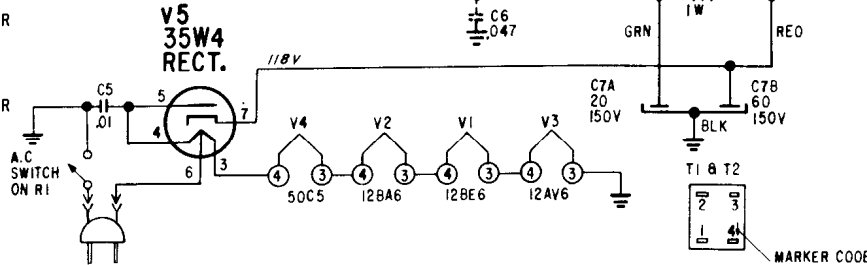 R
V5
35W4
RECT.
C6
.047
1W
GRN
RED
118V
C5
.01
5
7
4
6
3
R
A.C
SWITCH
ON R1
V4
V2
V1
V3
4
3
4
3
4
3
4
3
50C5
12BA6
12BE6
12AV6
C7A
20
150V
C7B
60
150V
BLK
T1 & T2
2
3
1
4
MARKER CODE